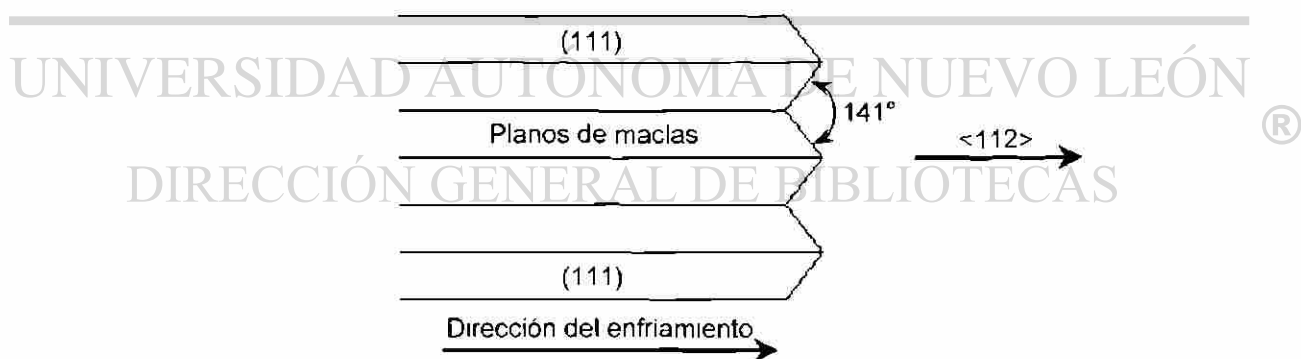 (111)
UNIVERSIDAD AUTÓNOMA DE NUEVO LEÓN
®
141°
Planos de maclas
<112>
DIRECCIÓN GENERAL DE BIBLIOTECAS
(111)
Dirección del enfriamiento